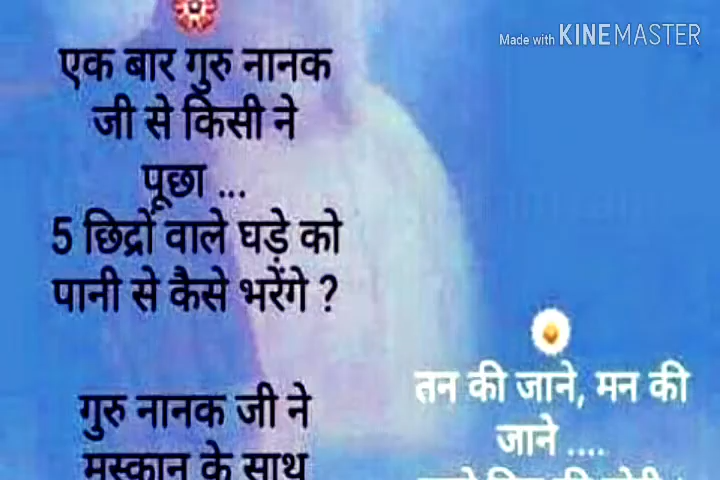 Made with KINEMASTER
एक बार गुरु नानक
जी से किसी ने
पूछा ...
5 छिद्रों वाले घड़े को
पानी से कैसे भरेंगे ?
गुरु नानक जी ने
मुस्कान के साथ
तन की जाने, मन की
जाने ....